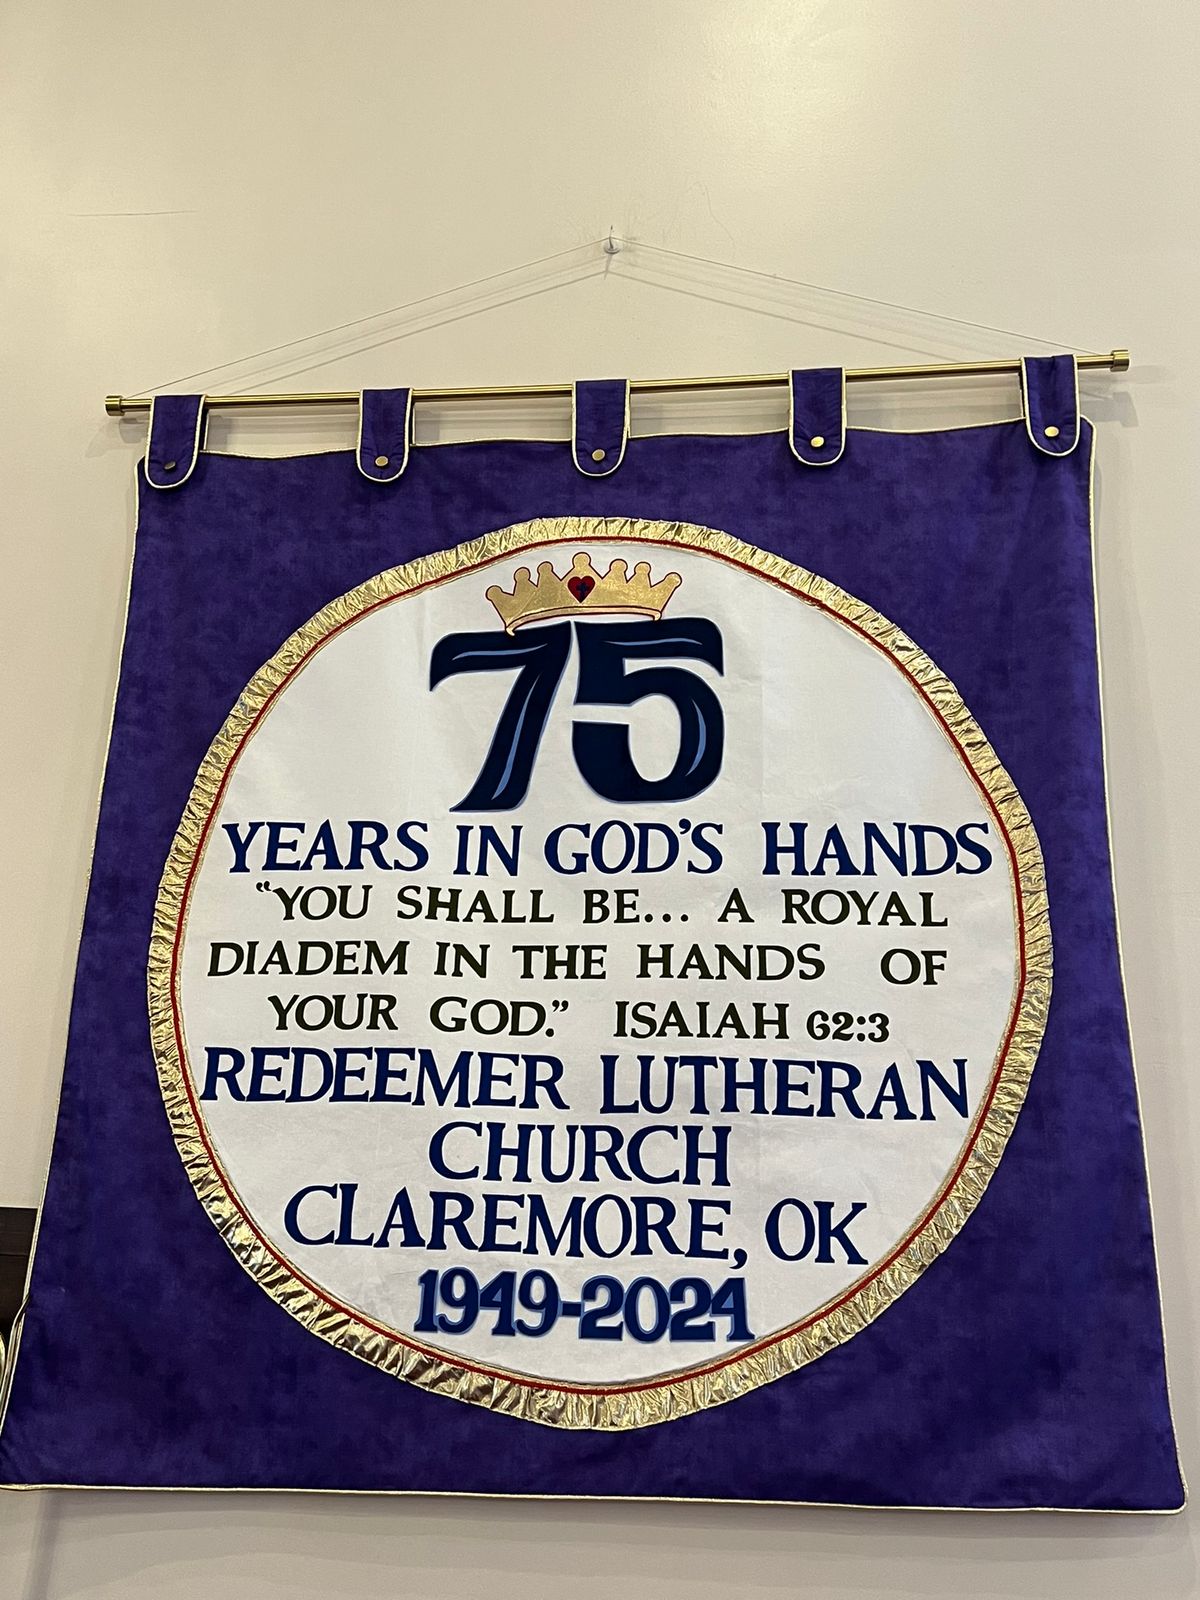 75
YEARS IN GOD'S HANDS
"YOU SHALL BE... A ROYAL
DIADEM IN THE HANDS OF
YOUR GOD." ISAIAH 62:3
REDEEMER LUTHERAN
CHURCH
CLAREMORE, OK
1949-2024